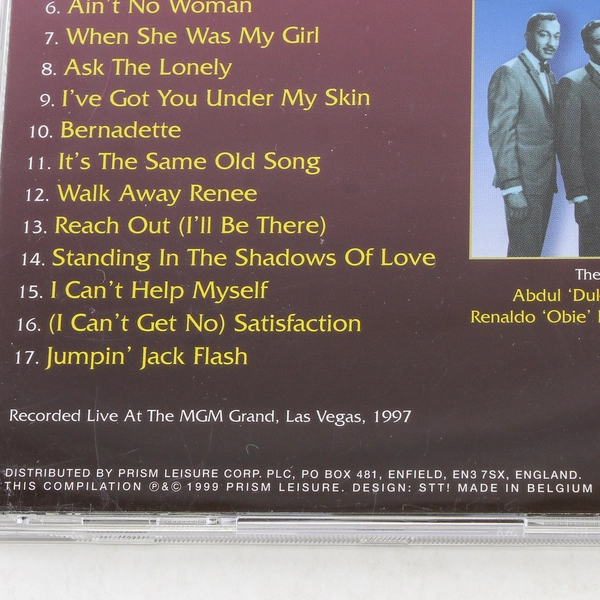 6. Ain't No Woman
7. When She Was My Girl
8. Ask The Lonely
9. I've Got You Under My Skin
10. Bernadette
11. It's The Same Old Song
12. Walk Away Renee
13. Reach Out (I'll Be There)
14. Standing In The Shadows Of Love
15. I Can't Help Myself
16. (I Can't Get No) Satisfaction
17. Jumpin' Jack Flash
The
Abdul
Renaldo 'Obie'
Recorded Live At The MGM Grand, Las Vegas, 1997
DISTRIBUTED BY PRISM LEISURE CORP. PLC, PO BOX 481, ENFIELD, EN3 7SX, ENGLAND.
THIS COMPILATION ℗&© 1999 PRISM LEISURE. DESIGN: STT! MADE IN BELGIUM